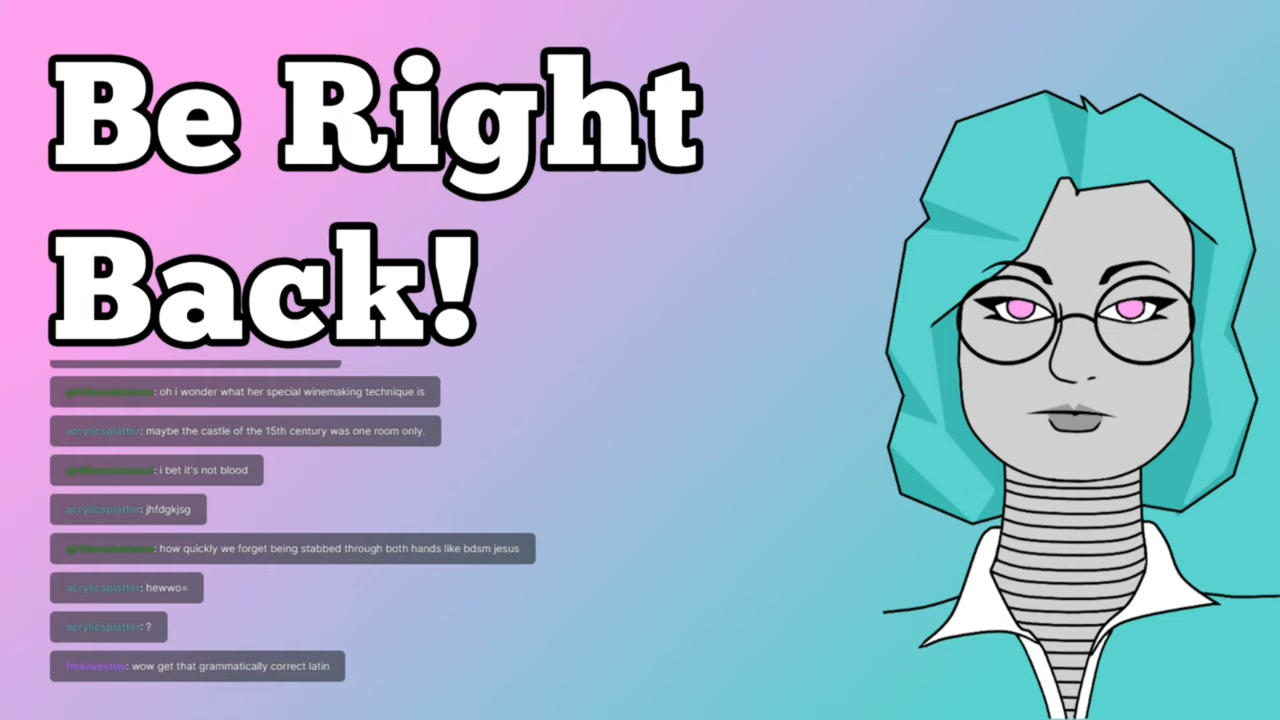 Be Right
Back!
: oh i wonder what her special winemaking technique is
acrylicsplatter: maybe the castle of the 15th century was one room only.
: i bet it's not blood
acrylicsplatter: jhfdgkjsg
: how quickly we forget being stabbed through both hands like bdsm jesus
acrylicsplatter: hewwo=
acrylicsplatter: ?
fmsilvestris: wow get that grammatically correct latin